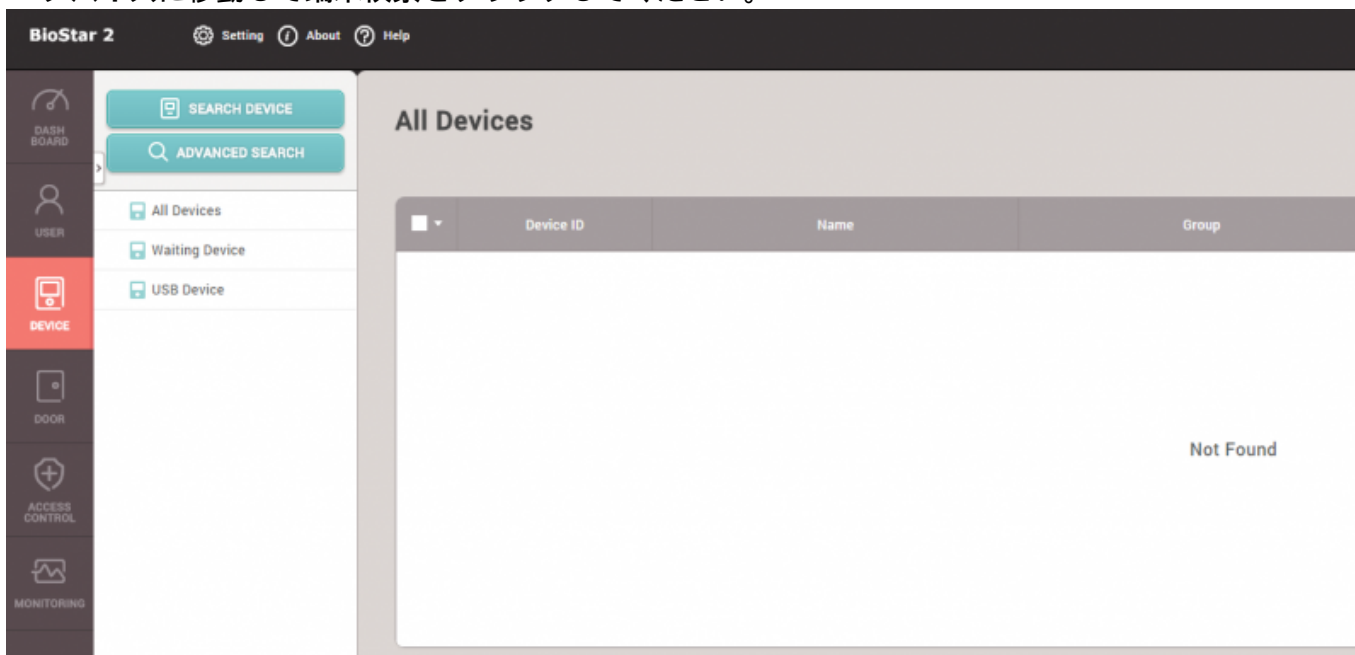 BioStar 2 Setting About Help
DASH
BOARD
USER
DEVICE
DOOR
ACCESS
CONTROL
MONITORING
SEARCH DEVICE
ADVANCED SEARCH
All Devices
Waiting Device
USB Device
All Devices
Device ID Name Group
Not Found